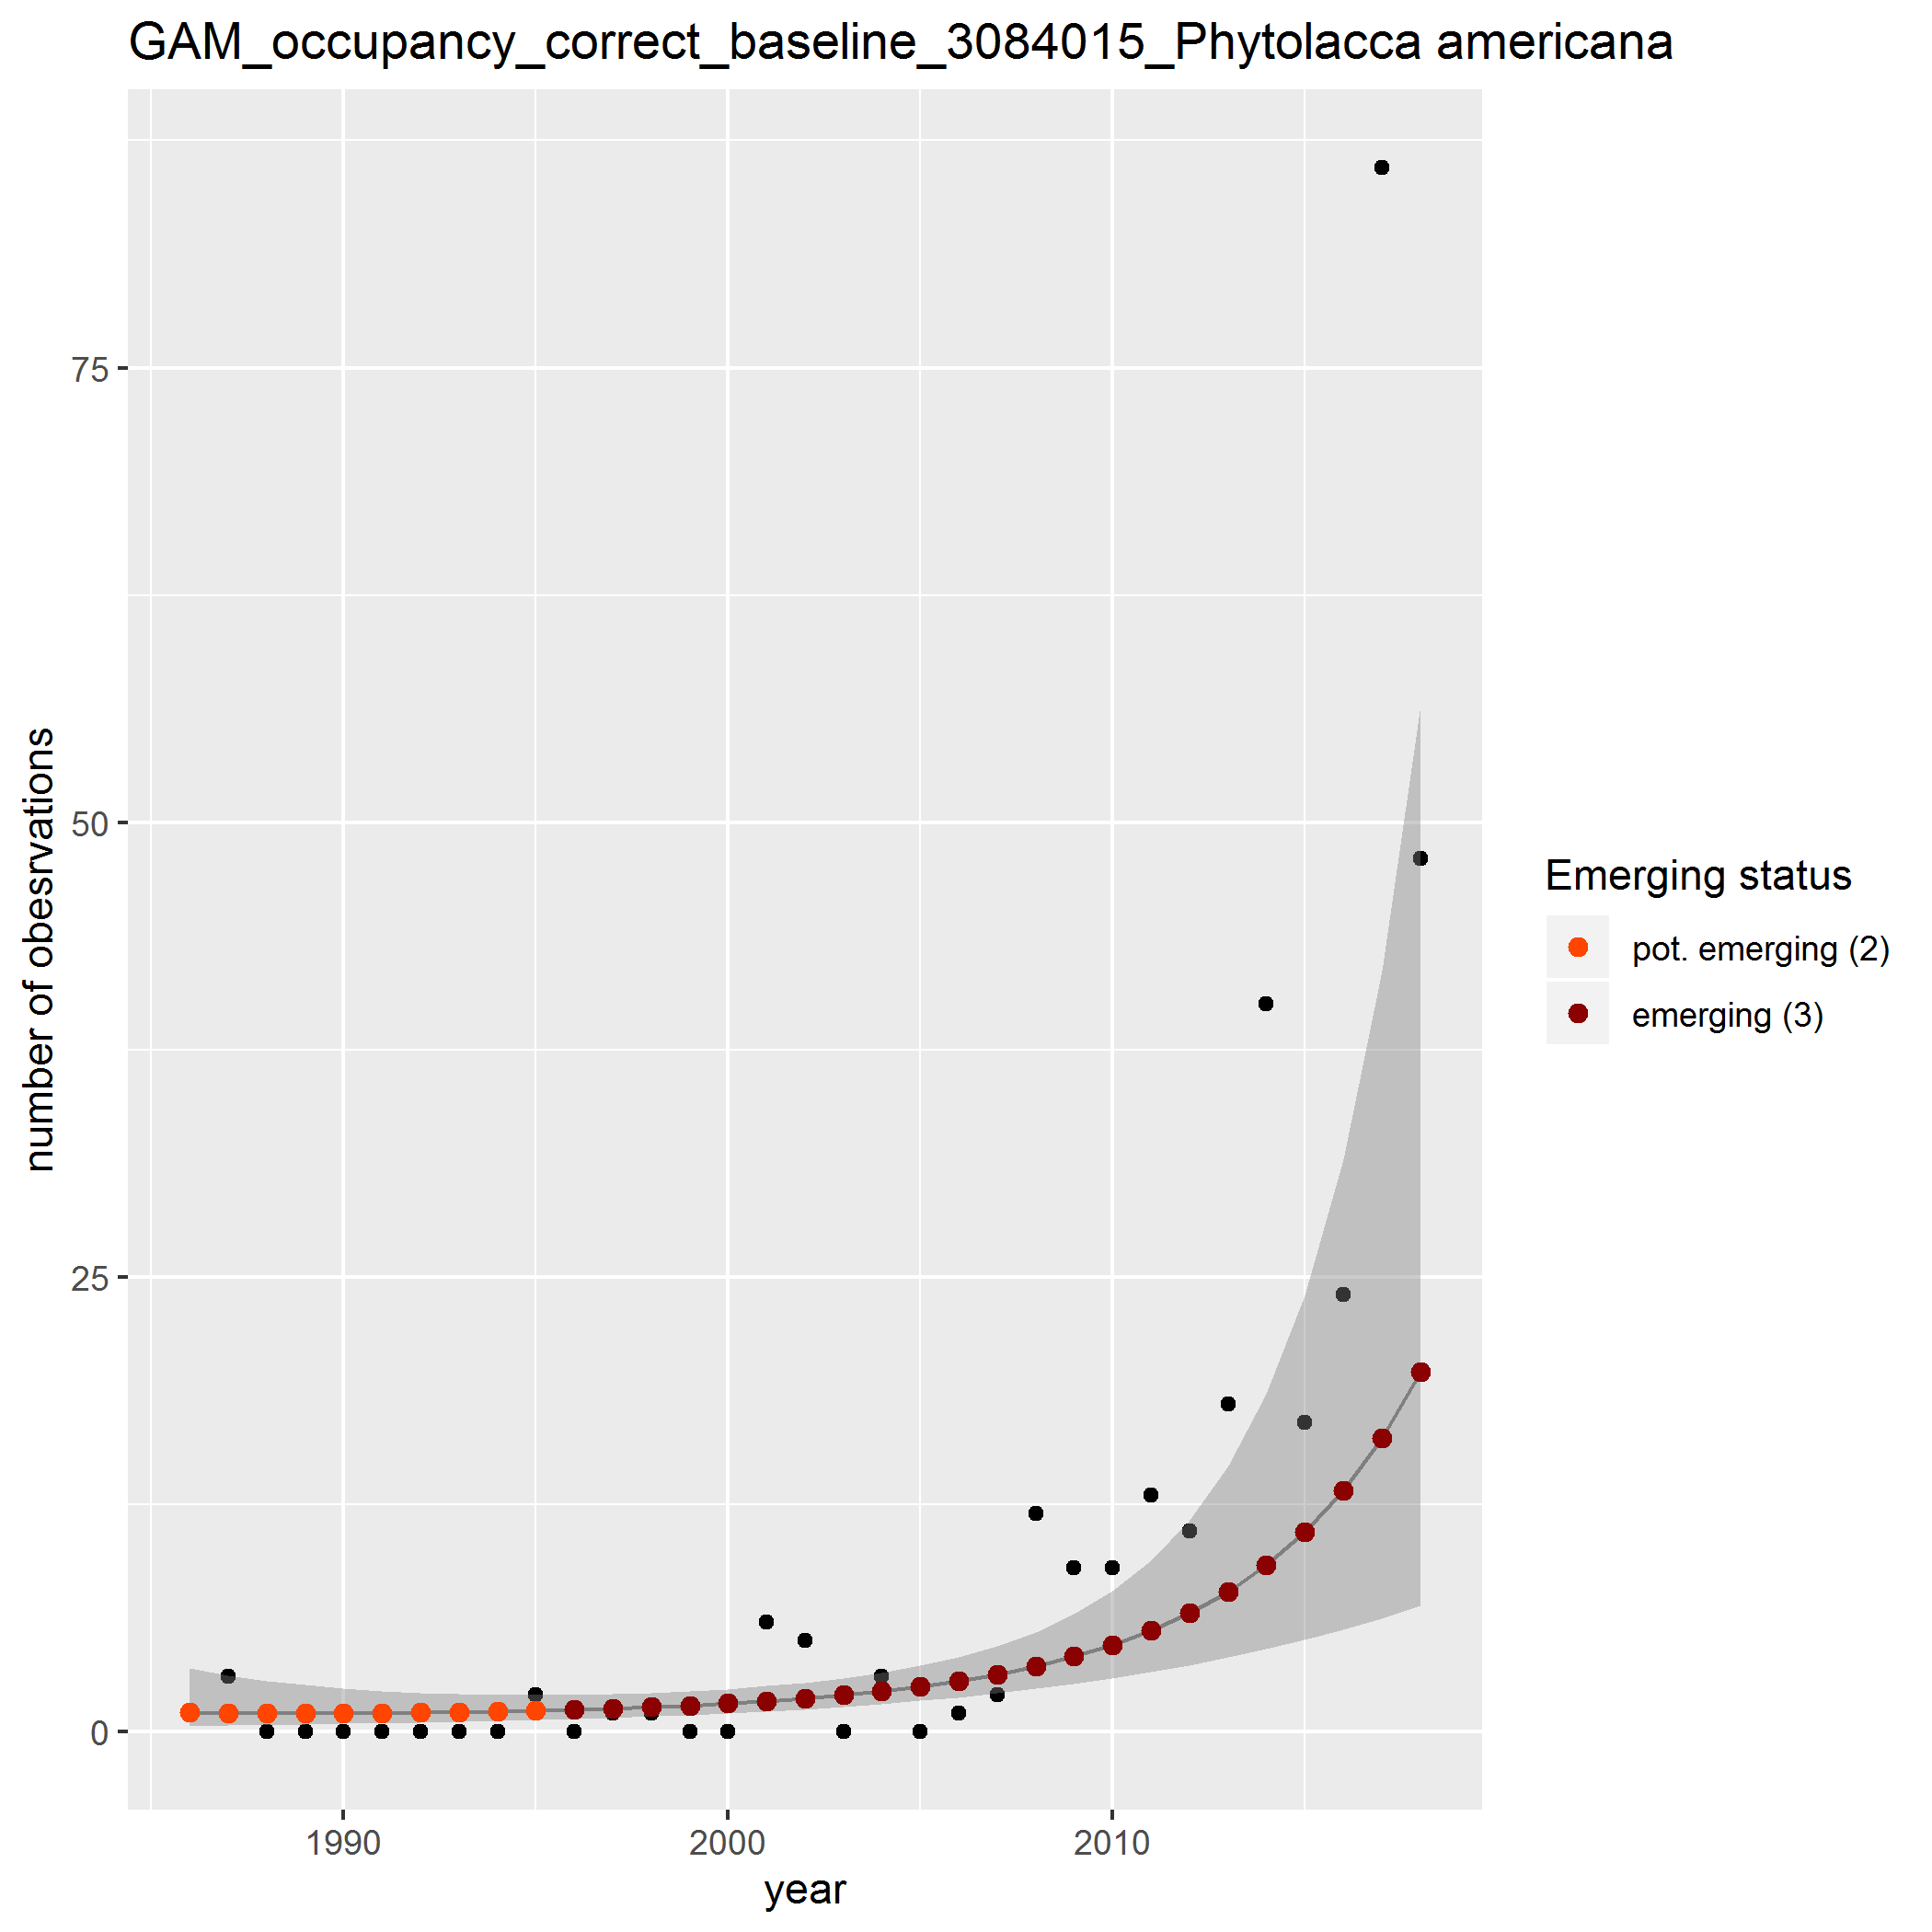 GAM_occupancy_correct_baseline_3084015_Phytolacca americana
75
50
25
0
number of obesrvations
1990 2000 2010
year
Emerging status
pot. emerging (2)
emerging (3)